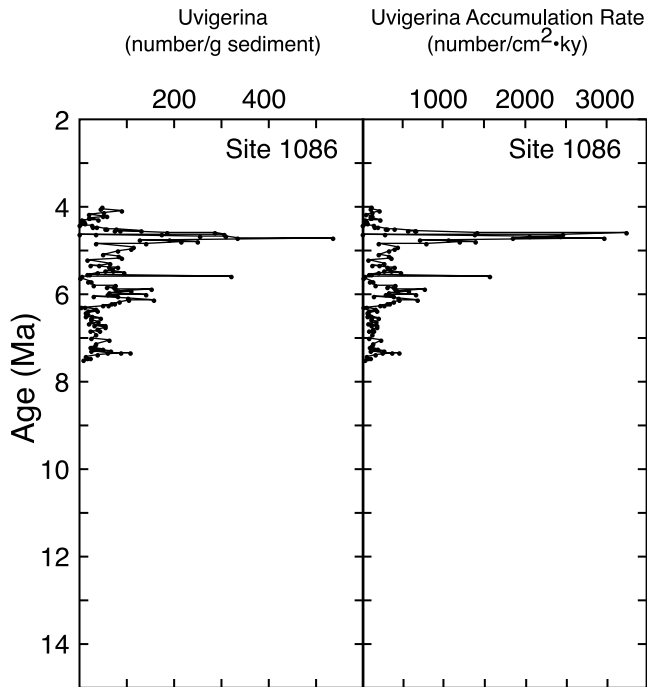 Uvigerina
(number/g sediment)
Uvigerina Accumulation Rate
(number/cm2•ky)
200 400
1000 2000 3000
Site 1086
Site 1086
Age (Ma)
2
4
6
8
10
12
14